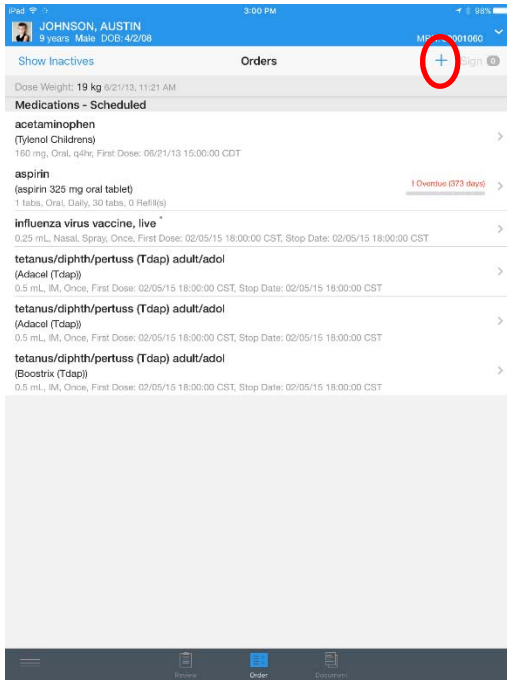 iPad 3:00 PM 98%
JOHNSON, AUSTIN
9 years Male DOB:4/2/08 0001060
Show Inactives Orders + Sign 0
Dose Weight: 19 kg 6/21/13, 11:21 AM
Medications - Scheduled
acetaminophen
(Tylenol Childrens)
160 mg, Oral, q4hr, First Dose: 06/21/13 15:00:00 CDT
aspirin
(aspirin 325 mg oral tablet) ! Overdue (373 days)
1 tabs, Oral, Daily, 30 tabs, 0 Refill(s)
influenza virus vaccine, live *
0.25 mL, Nasal, Spray, Once, First Dose: 02/05/15 18:00:00 CST, Stop Date: 02/05/15 18:00:00 CST
tetanus/diphth/pertuss (Tdap) adult/adol
(Adacel (Tdap))
0.5 mL, IM, Once, First Dose: 02/05/15 18:00:00 CST, Stop Date: 02/05/15 18:00:00 CST
tetanus/diphth/pertuss (Tdap) adult/adol
(Adacel (Tdap))
0.5 mL, IM, Once, First Dose: 02/05/15 18:00:00 CST, Stop Date: 02/05/15 18:00:00 CST
tetanus/diphth/pertuss (Tdap) adult/adol
(Boostrix (Tdap))
0.5 mL, IM, Once, First Dose: 02/05/15 18:00:00 CST, Stop Date: 02/05/15 18:00:00 CST
Review Order Document